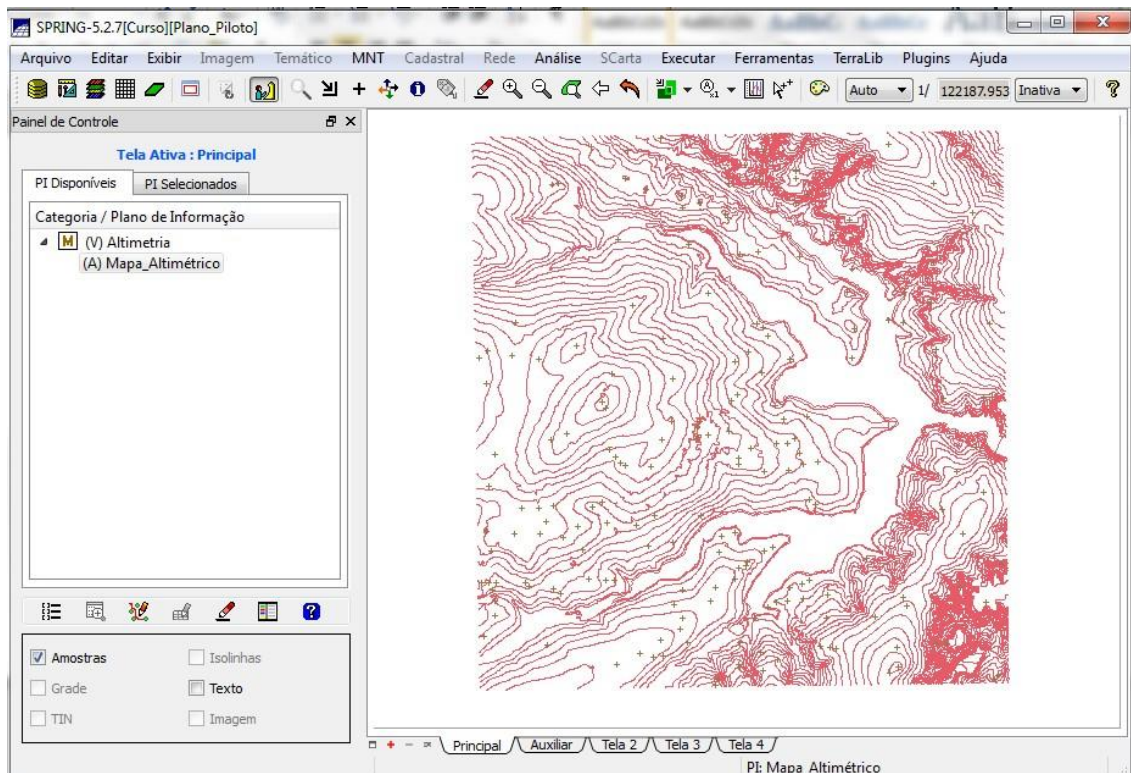 SPRING-5.2.7[Curso][Plano_Piloto]
Arquivo Editar Exibir Imagem Temático MNT Cadastral Rede Análise SCarta Executar Ferramentas TerraLib Plugins Ajuda
Auto 1/ 122187.953 Inativa
Painel de Controle
Tela Ativa : Principal
PI Disponíveis PI Selecionados
Categoria / Plano de Informação
M (V) Altimetria
(A) Mapa_Altimétrico
Amostras Isolinhas
Grade Texto
TIN Imagem
Principal Auxiliar Tela 2 Tela 3 Tela 4
PI: Mapa_Altimétrico